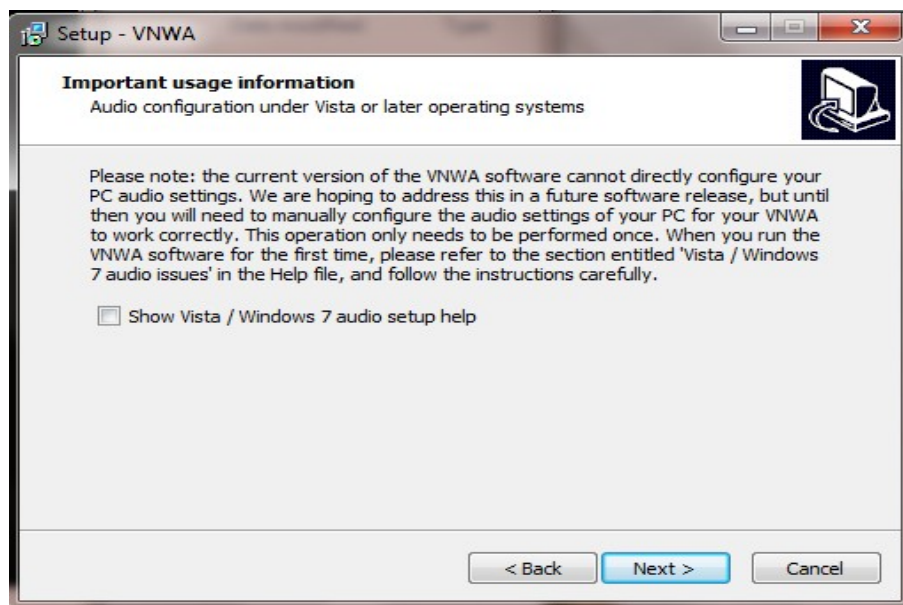 Setup - VNWA
Important usage information
Audio configuration under Vista or later operating systems
Please note: the current version of the VNWA software cannot directly configure your
PC audio settings. We are hoping to address this in a future software release, but until
then you will need to manually configure the audio settings of your PC for your VNWA
to work correctly. This operation only needs to be performed once. When you run the
VNWA software for the first time, please refer to the section entitled 'Vista / Windows
7 audio issues' in the Help file, and follow the instructions carefully.
Show Vista / Windows 7 audio setup help
< Back Next > Cancel